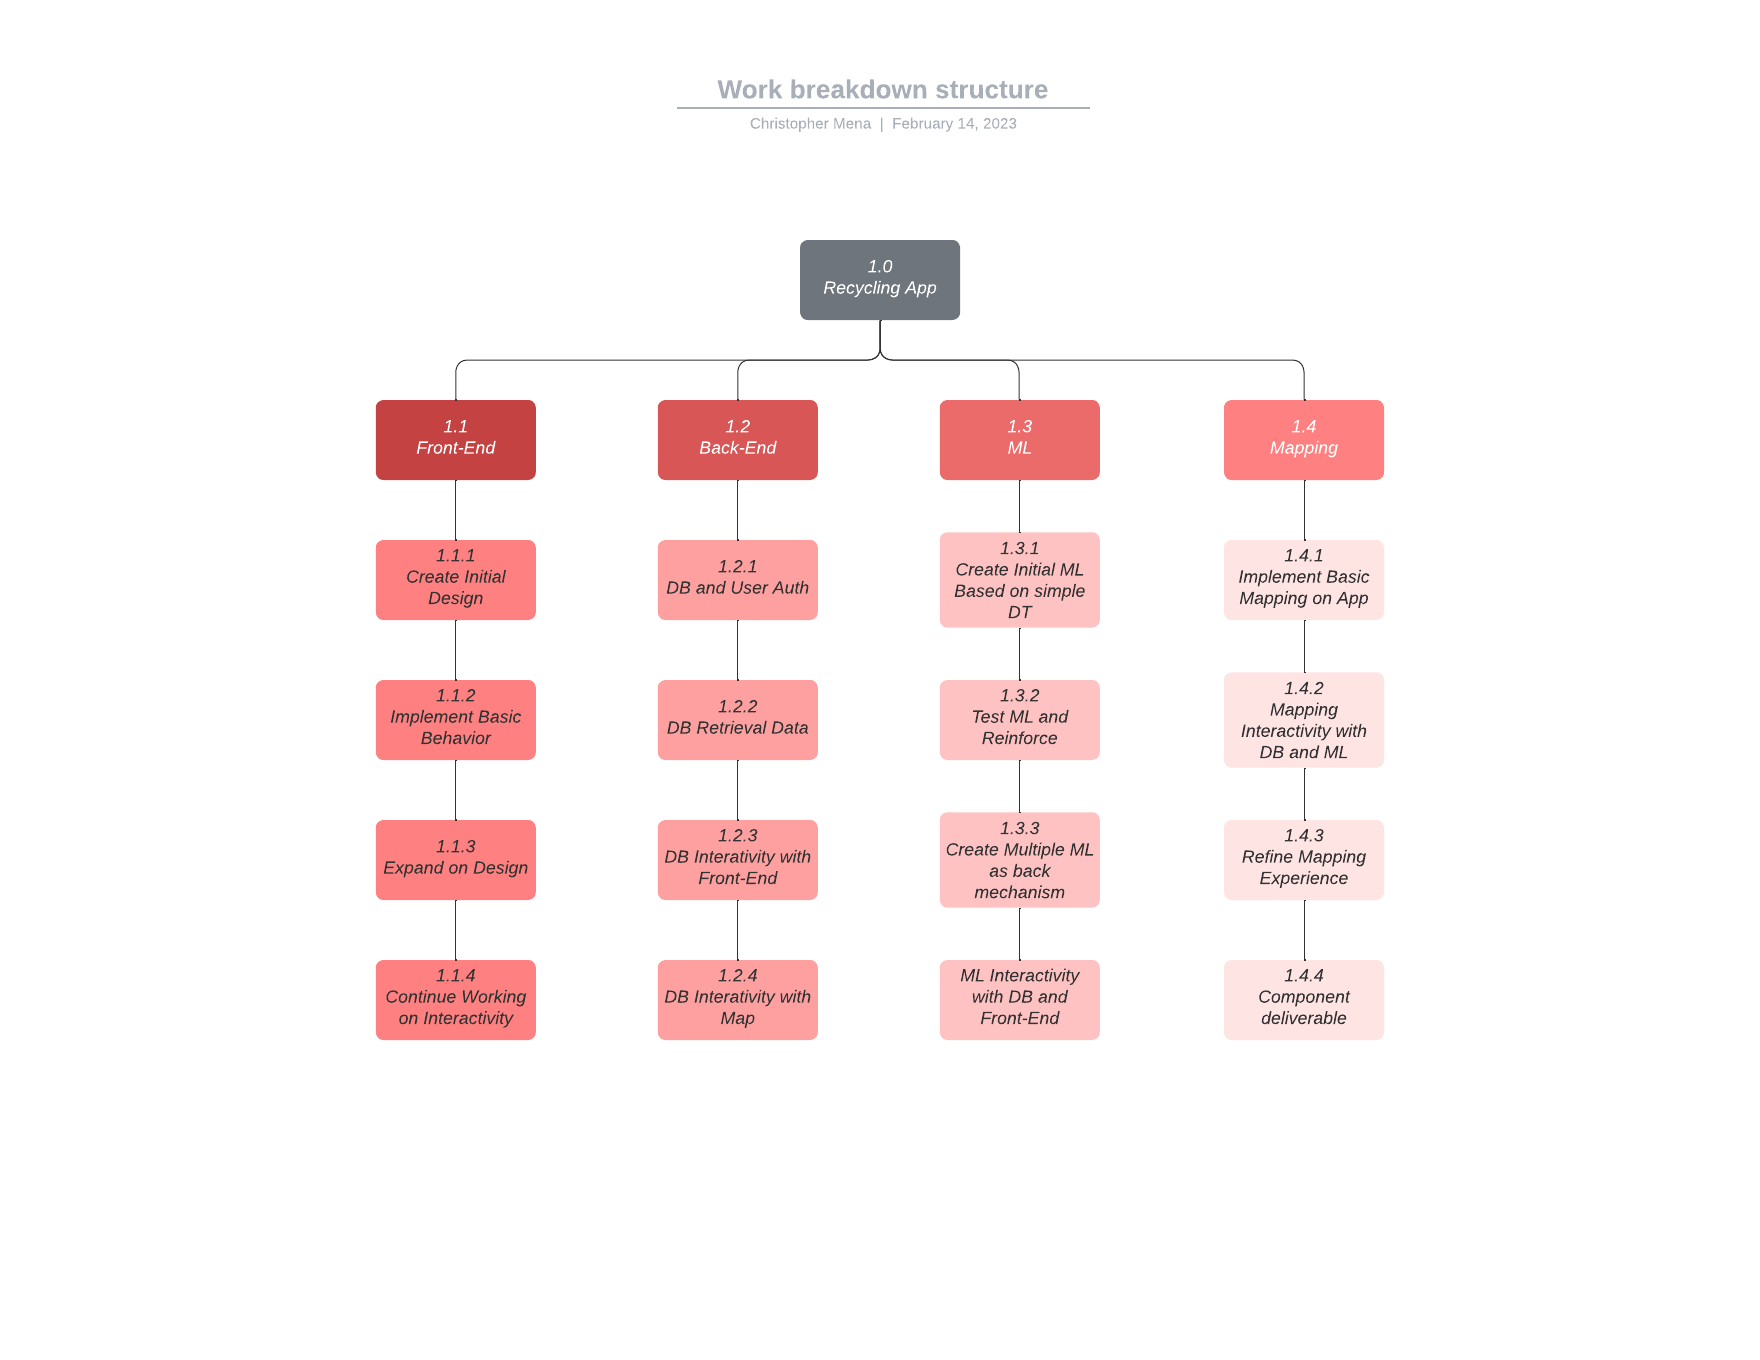 Work breakdown structure
Christopher Mena | February 14, 2023
1.0
Recycling App
1.1
Front-End
1.2
Back-End
1.3
ML
1.4
Mapping
1.1.1
Create Initial
Design
1.2.1
DB and User Auth
1.3.1
Create Initial ML
Based on simple
DT
1.4.1
Implement Basic
Mapping on App
1.1.2
Implement Basic
Behavior
1.2.2
DB Retrieval Data
1.3.2
Test ML and
Reinforce
1.4.2
Mapping
Interactivity with
DB and ML
1.1.3
Expand on Design
1.2.3
DB Interativity with
Front-End
1.3.3
Create Multiple ML
as back
mechanism
1.4.3
Refine Mapping
Experience
1.1.4
Continue Working
on Interactivity
1.2.4
DB Interativity with
Map
ML Interactivity
with DB and
Front-End
1.4.4
Component
deliverable